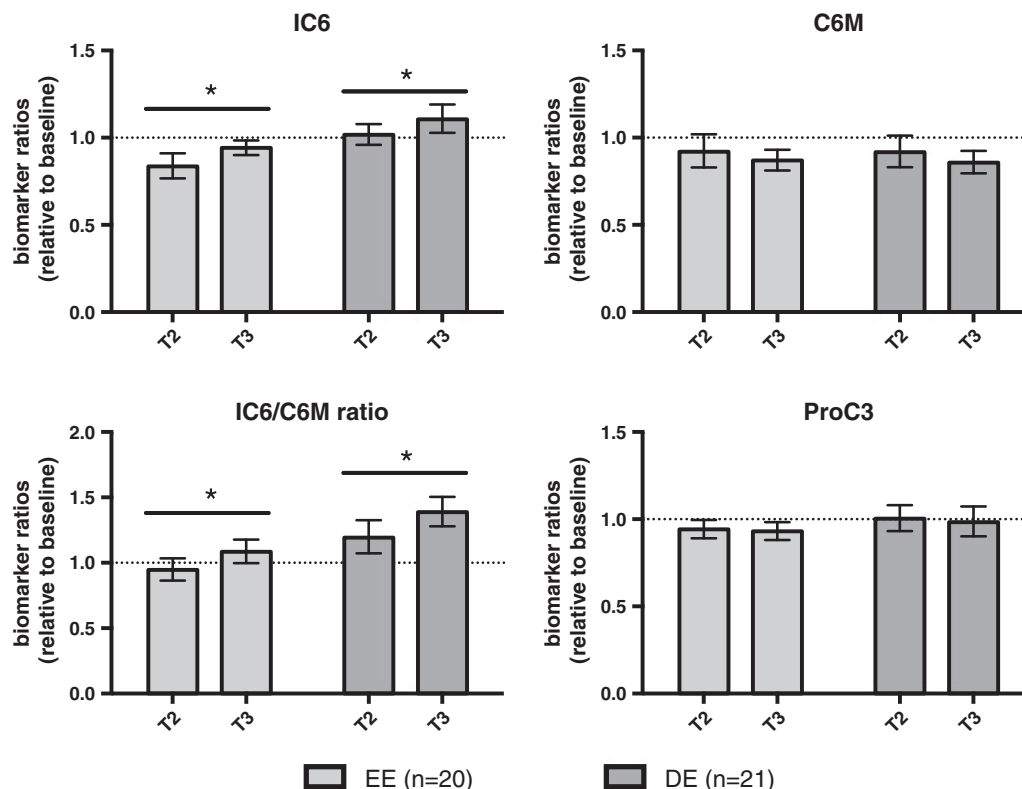 IC6
biomarker ratios
(relative to baseline)
1.5
1.0
0.5
0.0
*
*
T2
T3
T2
T3
C6M
biomarker ratios
(relative to baseline)
1.5
1.0
0.5
0.0
T2
T3
T2
T3
IC6/C6M ratio
biomarker ratios
(relative to baseline)
2.0
1.5
1.0
0.5
0.0
*
*
T2
T3
T2
T3
ProC3
biomarker ratios
(relative to baseline)
1.5
1.0
0.5
0.0
T2
T3
T2
T3
EE (n=20)
DE (n=21)